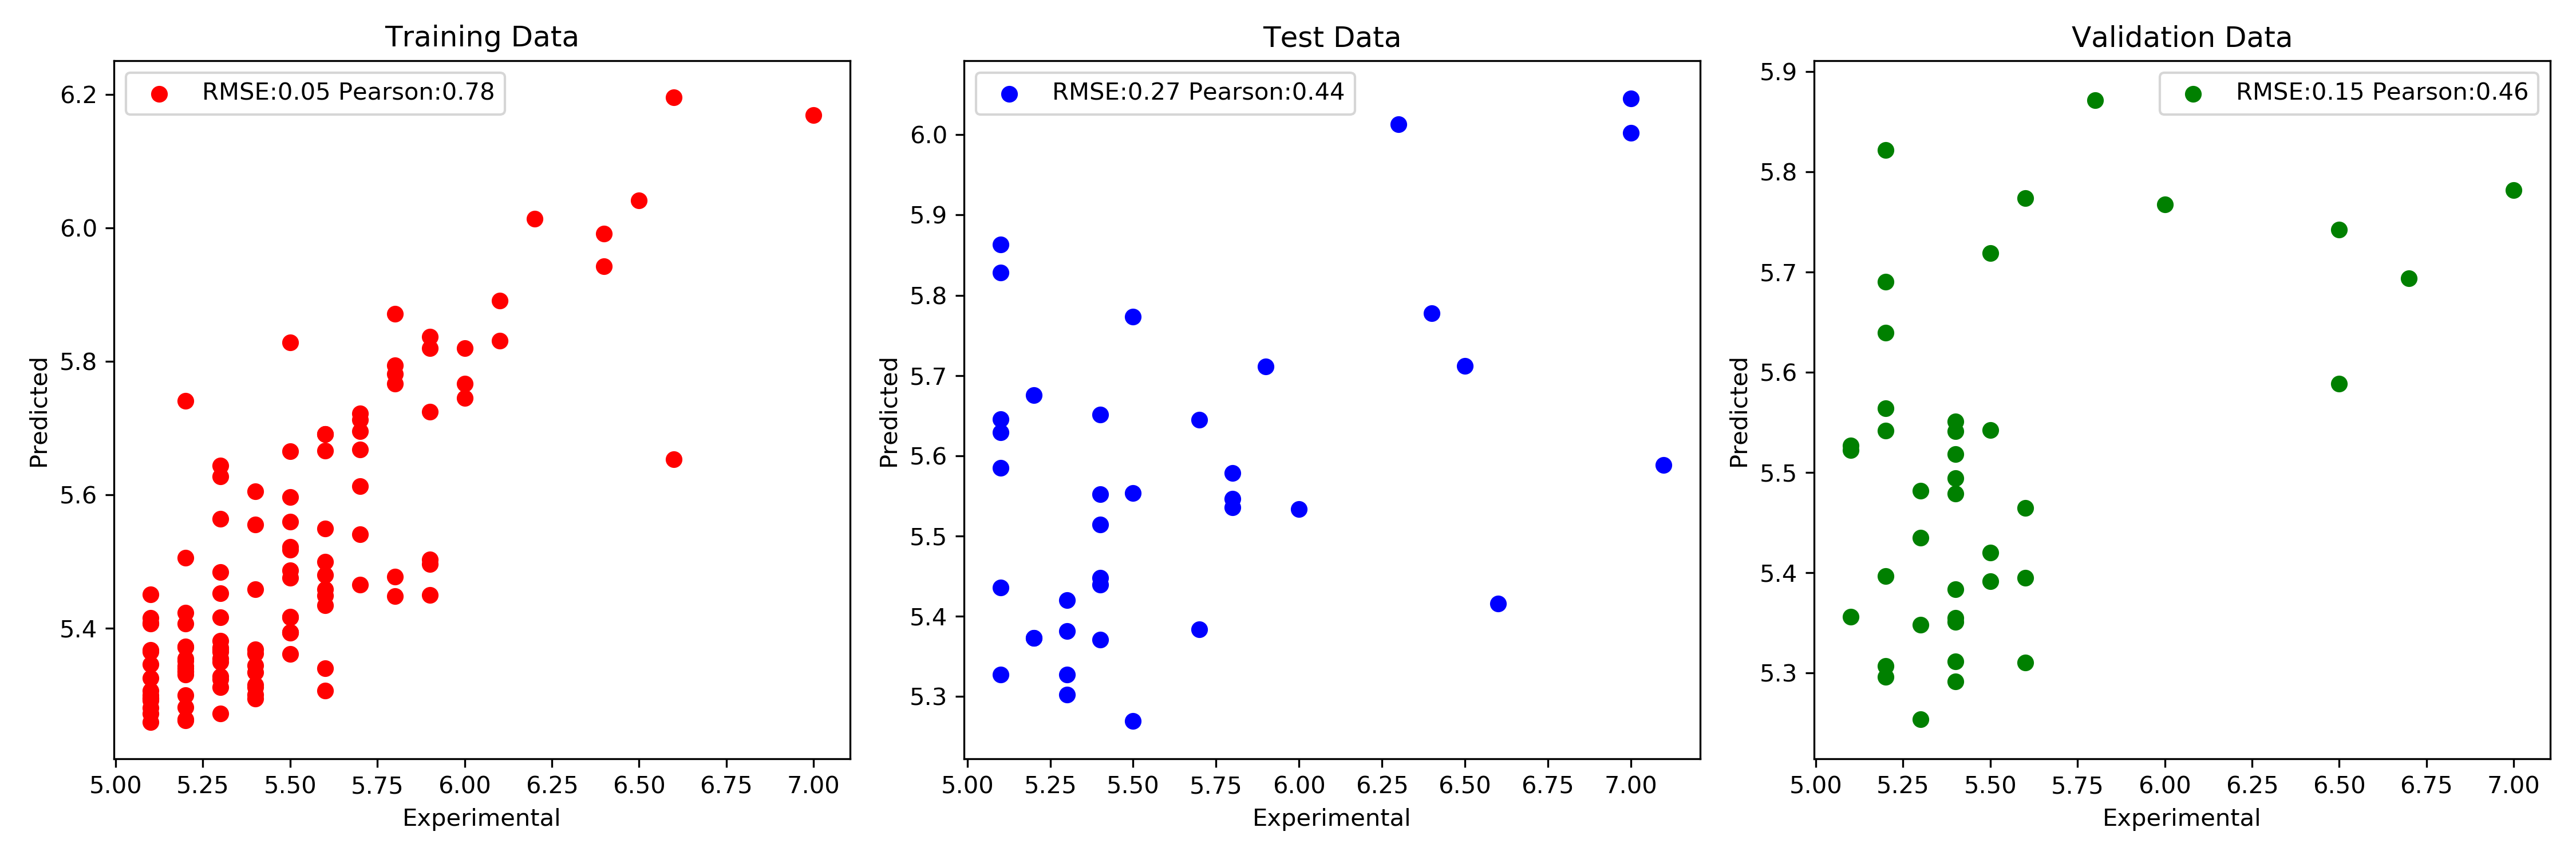 Training Data
RMSE:0.05 Pearson:0.78
6.2
6.0
5.8
5.6
5.4
Predicted
5.00 5.25 5.50 5.75 6.00 6.25 6.50 6.75 7.00
Experimental
Test Data
RMSE:0.27 Pearson:0.44
6.0
5.9
5.8
5.7
5.6
5.5
5.4
5.3
Predicted
5.00 5.25 5.50 5.75 6.00 6.25 6.50 6.75 7.00
Experimental
Validation Data
RMSE:0.15 Pearson:0.46
5.9
5.8
5.7
5.6
5.5
5.4
5.3
Predicted
5.00 5.25 5.50 5.75 6.00 6.25 6.50 6.75 7.00
Experimental